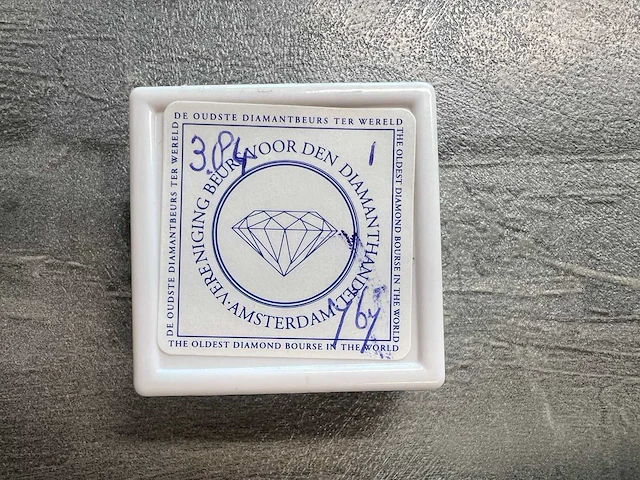 DE OUDSTE DIAMANTBEURS TER WERELD
DE OUDSTE DIAMANTBEURS TER WERELD
THE OLDEST DIAMOND BOURSE IN THE WORLD
3.04
1
VERENIGING BEURS VOOR DEN DIAMANTHANDEL
AMSTERDAM
THE OLDEST DIAMOND BOURSE IN THE WORLD